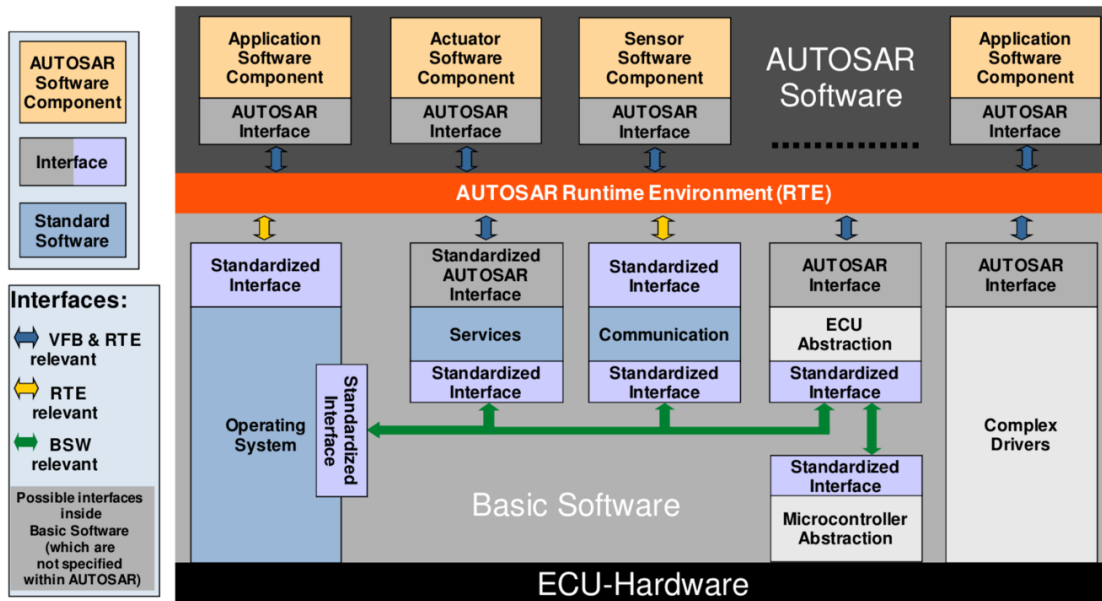 AUTOSAR
Software
Component
Interface
Standard
Software
Interfaces:
VFB & RTE
relevant
RTE
relevant
BSW
relevant
Possible interfaces
inside
Basic Software
(which are
not specified
within AUTOSAR)
Application
Software
Component
AUTOSAR
Interface
Actuator
Software
Component
AUTOSAR
Interface
Sensor
Software
Component
AUTOSAR
Interface
AUTOSAR
Software
Application
Software
Component
AUTOSAR
Interface
AUTOSAR Runtime Environment (RTE)
Standardized
Interface
Operating
System
Standardized
Interface
Standardized
AUTOSAR
Interface
Services
Standardized
Interface
Standardized
Interface
Communication
Standardized
Interface
AUTOSAR
Interface
ECU
Abstraction
Standardized
Interface
Standardized
Interface
Microcontroller
Abstraction
AUTOSAR
Interface
Complex
Drivers
Basic Software
ECU-Hardware